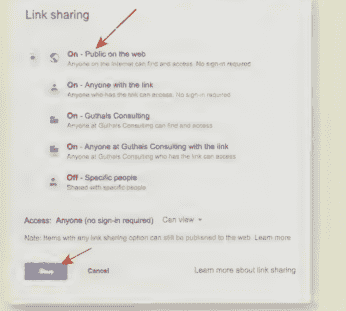 Link sharing
On - Public on the web
Anyone on the Internet can find and access. No sign-in required
On - Anyone with the link
Anyone who has the link can access. No sign-in required
On - Guthals Consulting
Anyone at Guthals Consulting can find and access
On - Anyone at Guthals Consulting with the link
Anyone at Guthals Consulting who has the link can access
Off - Specific people
Shared with specific people
Access: Anyone (no sign-in required) Can view
Note: Items with any link sharing option can still be published to the web. Learn more
Save Cancel Learn more about link sharing